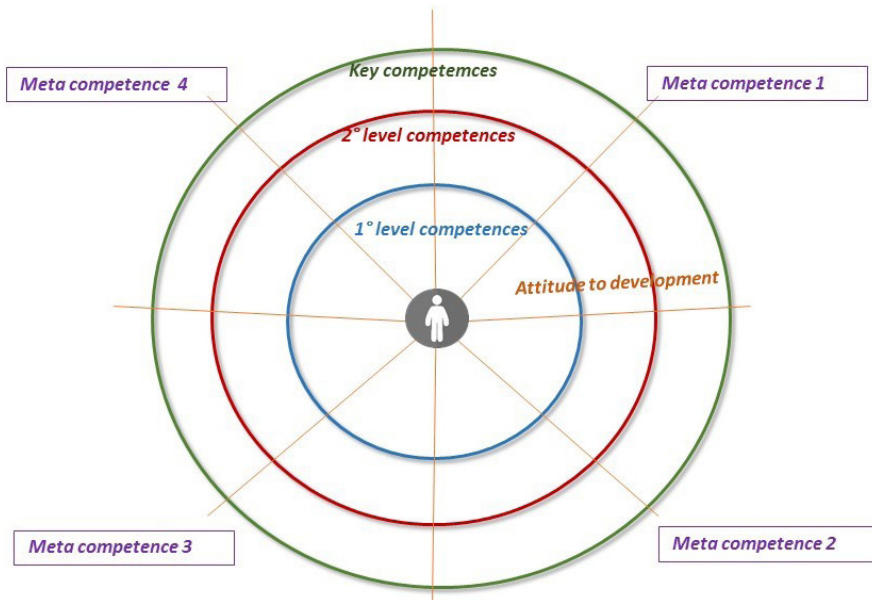 Key competemces
Meta competence 4
Meta competence 1
2° level competences
1° level competences
Attitude to development
Meta competence 3
Meta competence 2